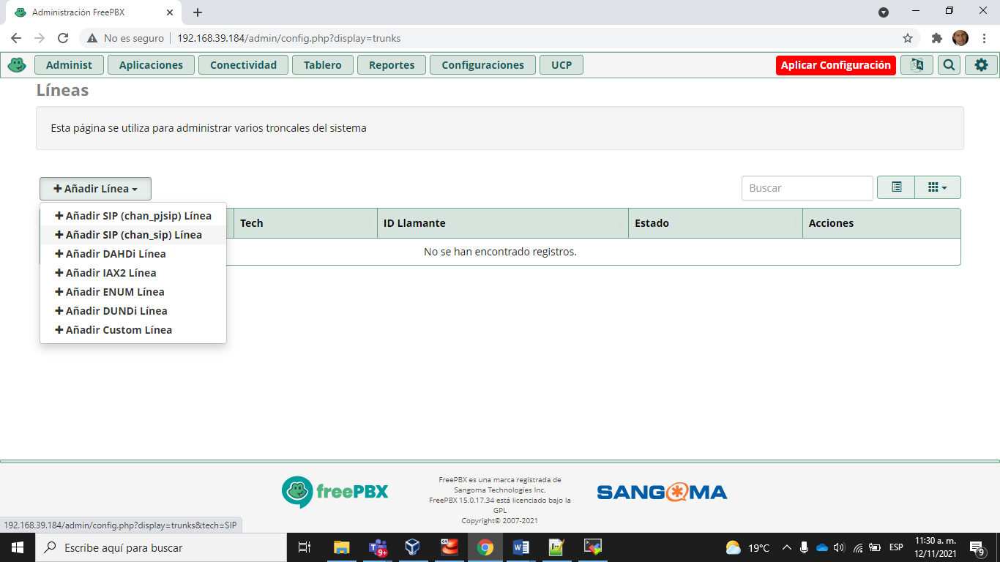 Administración FreePBX
No es seguro
192.168.39.184/admin/config.php?display=trunks
Administ
Aplicaciones
Conectividad
Tablero
Reportes
Configuraciones
UCP
Aplicar Configuración
Líneas
Esta página se utiliza para administrar varios troncales del sistema
Añadir Línea
Buscar
Añadir SIP (chan_pjsip) Línea
Añadir SIP (chan_sip) Línea
Añadir DAHDi Línea
Añadir IAX2 Línea
Añadir ENUM Línea
Añadir DUNDi Línea
Añadir Custom Línea
Tech
ID Llamante
Estado
Acciones
No se han encontrado registros.
freePBX
FreePBX es una marca registrada de
Sangoma Technologies Inc.
FreePBX 15.0.17.34 está licenciado bajo la
GPL
Copyright© 2007-2021
SANGOMA
192.168.39.184/admin/config.php?display=trunks&tech=SIP
Escribe aquí para buscar
9+
64
19°C
ESP
11:30 a. m.
12/11/2021
9